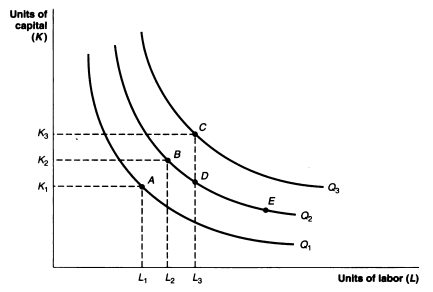 Units of
capital
(K)
K₃
K₂
K₁
A
B
C
D
E
Q₃
Q₂
Q₁
L₁ L₂ L₃
Units of labor (L)